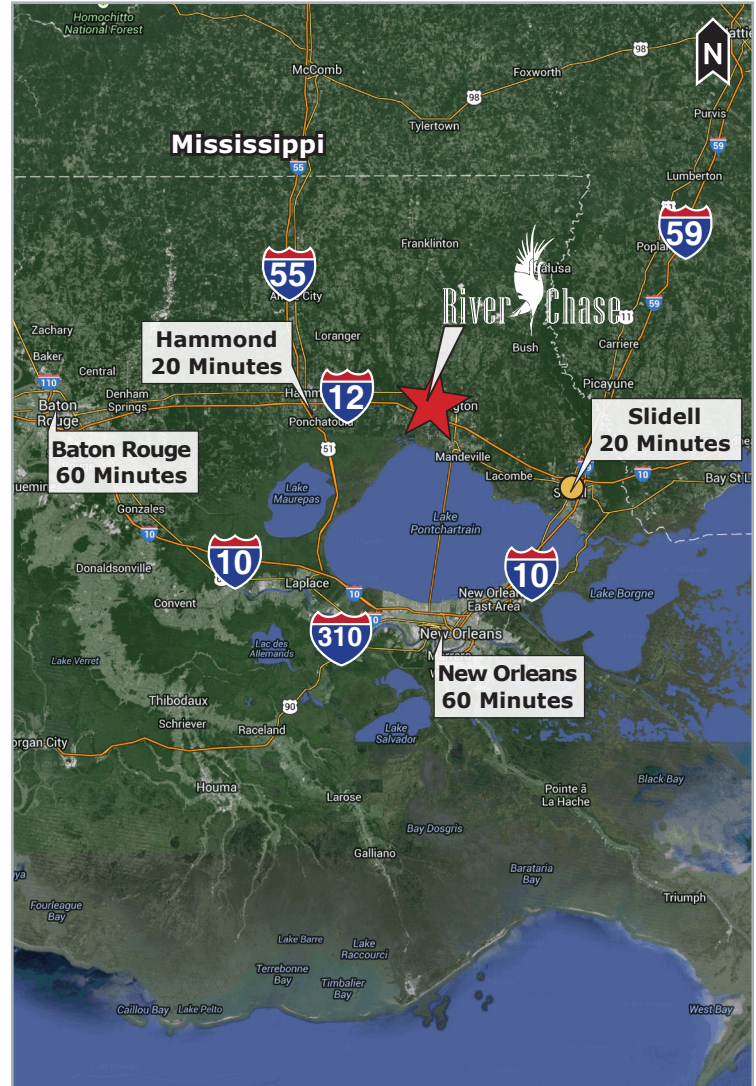 Homochitto
National Forest
N
98
McComb
Foxworth
98
Purvis
Tylertown
59
Mississippi
55
Lumberton
59
Franklinton
55
River Chase
59
Loranger
Bush
Carriere
Zachary
Baker
Central
Hammond
20 Minutes
Picayune
110
Denham
Springs
12
Baton
Rouge
Ponchatoula
Slidell
20 Minutes
Baton Rouge
60 Minutes
51
Mandeville
Lacombe
10
Lake
Maurepas
Gonzales
Lake
Pontchartrain
10
10
10
Donaldsonville
Laplace
10
New Orleans
East Area
Lake Borgne
Convent
310
New Orleans
Lac des
Allemands
Lake Verret
New Orleans
60 Minutes
Thibodaux
90
Schriever
Raceland
Lake
Salvador
Houma
Larose
Pointe à
La Hache
Black Bay
Bay Dosgris
Galliano
Barataria
Bay
Triumph
Fourleague
Bay
Lake Barre
Lake
Raccourci
Terrebonne
Bay
Timbalier
Bay
Caillou Bay
Lake Pelto
West Bay